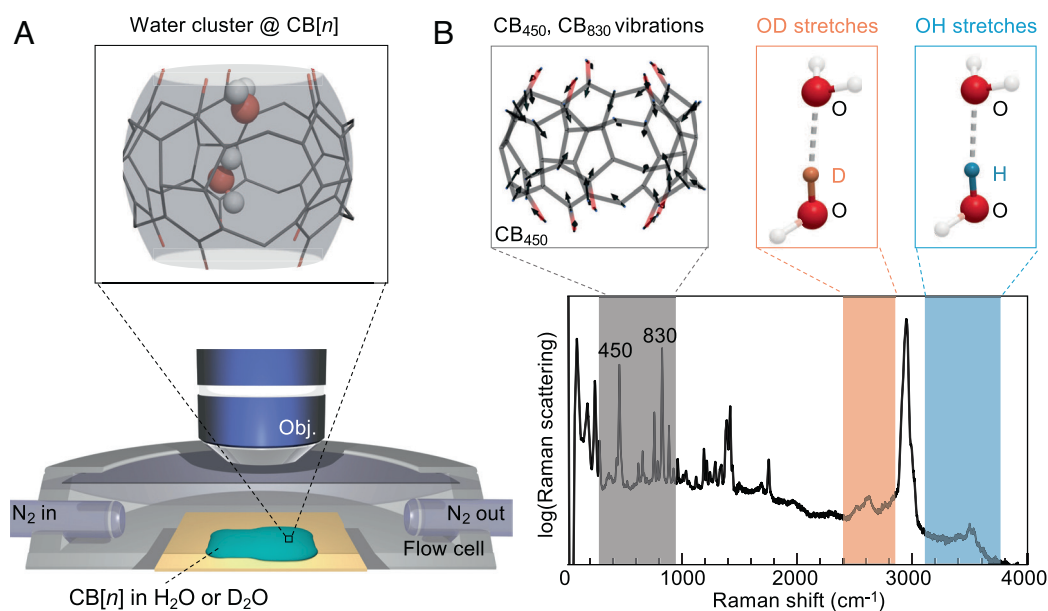 A
Water cluster @ CB[n]
Obj.
N₂ in
N₂ out
Flow cell
CB[n] in H₂O or D₂O
B
CB₄₅₀, CB₈₃₀ vibrations
OD stretches
OH stretches
CB₄₅₀
O
D
O
O
H
O
450
830
log(Raman scattering)
0
1000
2000
3000
4000
Raman shift (cm⁻¹)